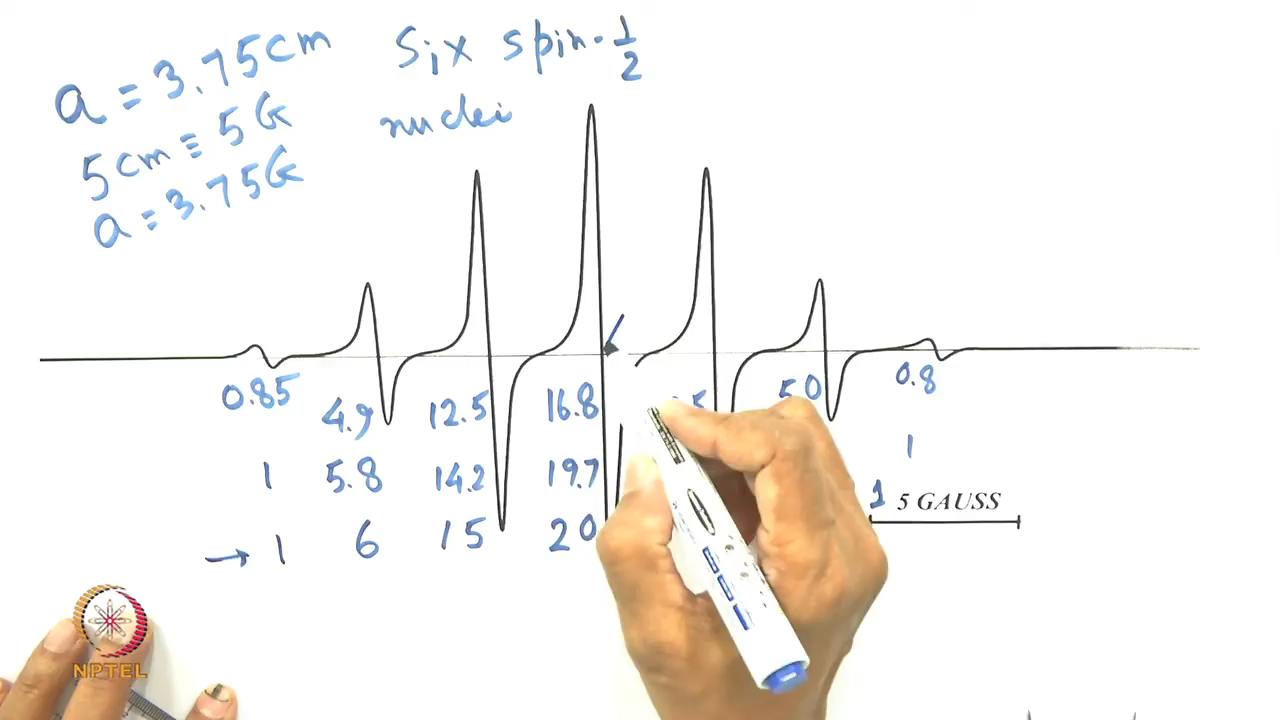 a = 3.75cm
5cm ≡ 5G
a = 3.75G
Six spin-1/2
nuclei
0.85 4.9 12.5 16.8 5 5.0 0.8
1 5.8 14.2 19.7 1
→ 1 6 15 20 1
5 GAUSS
NPTEL